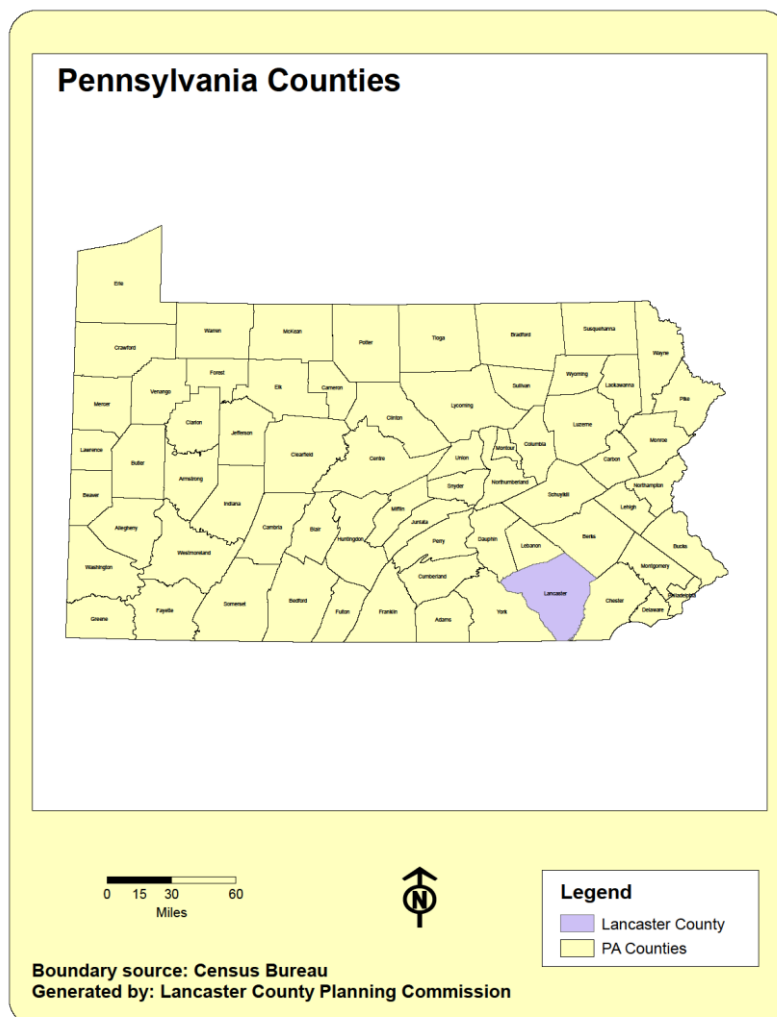 Pennsylvania Counties
Erie
Warren
McKean
Potter
Tioga
Bradford
Susquehanna
Wayne
Crawford
Forest
Elk
Cameron
Sullivan
Wyoming
Lackawanna
Pike
Mercer
Venango
Clinton
Lycoming
Clarion
Jefferson
Luzerne
Columbia
Monroe
Lawrence
Butler
Clearfield
Centre
Union
Montour
Carbon
Armstrong
Northumberland
Snyder
Northampton
Beaver
Indiana
Schuylkill
Lehigh
Mifflin
Juniata
Allegheny
Cambria
Blair
Huntingdon
Perry
Dauphin
Lebanon
Berks
Bucks
Westmoreland
Washington
Cumberland
Montgomery
Lancaster
Philadelphia
Greene
Fayette
Somerset
Bedford
Fulton
Franklin
Adams
York
Chester
Delaware
0 15 30 60
Miles
N
Legend
Lancaster County
PA Counties
Boundary source: Census Bureau
Generated by: Lancaster County Planning Commission